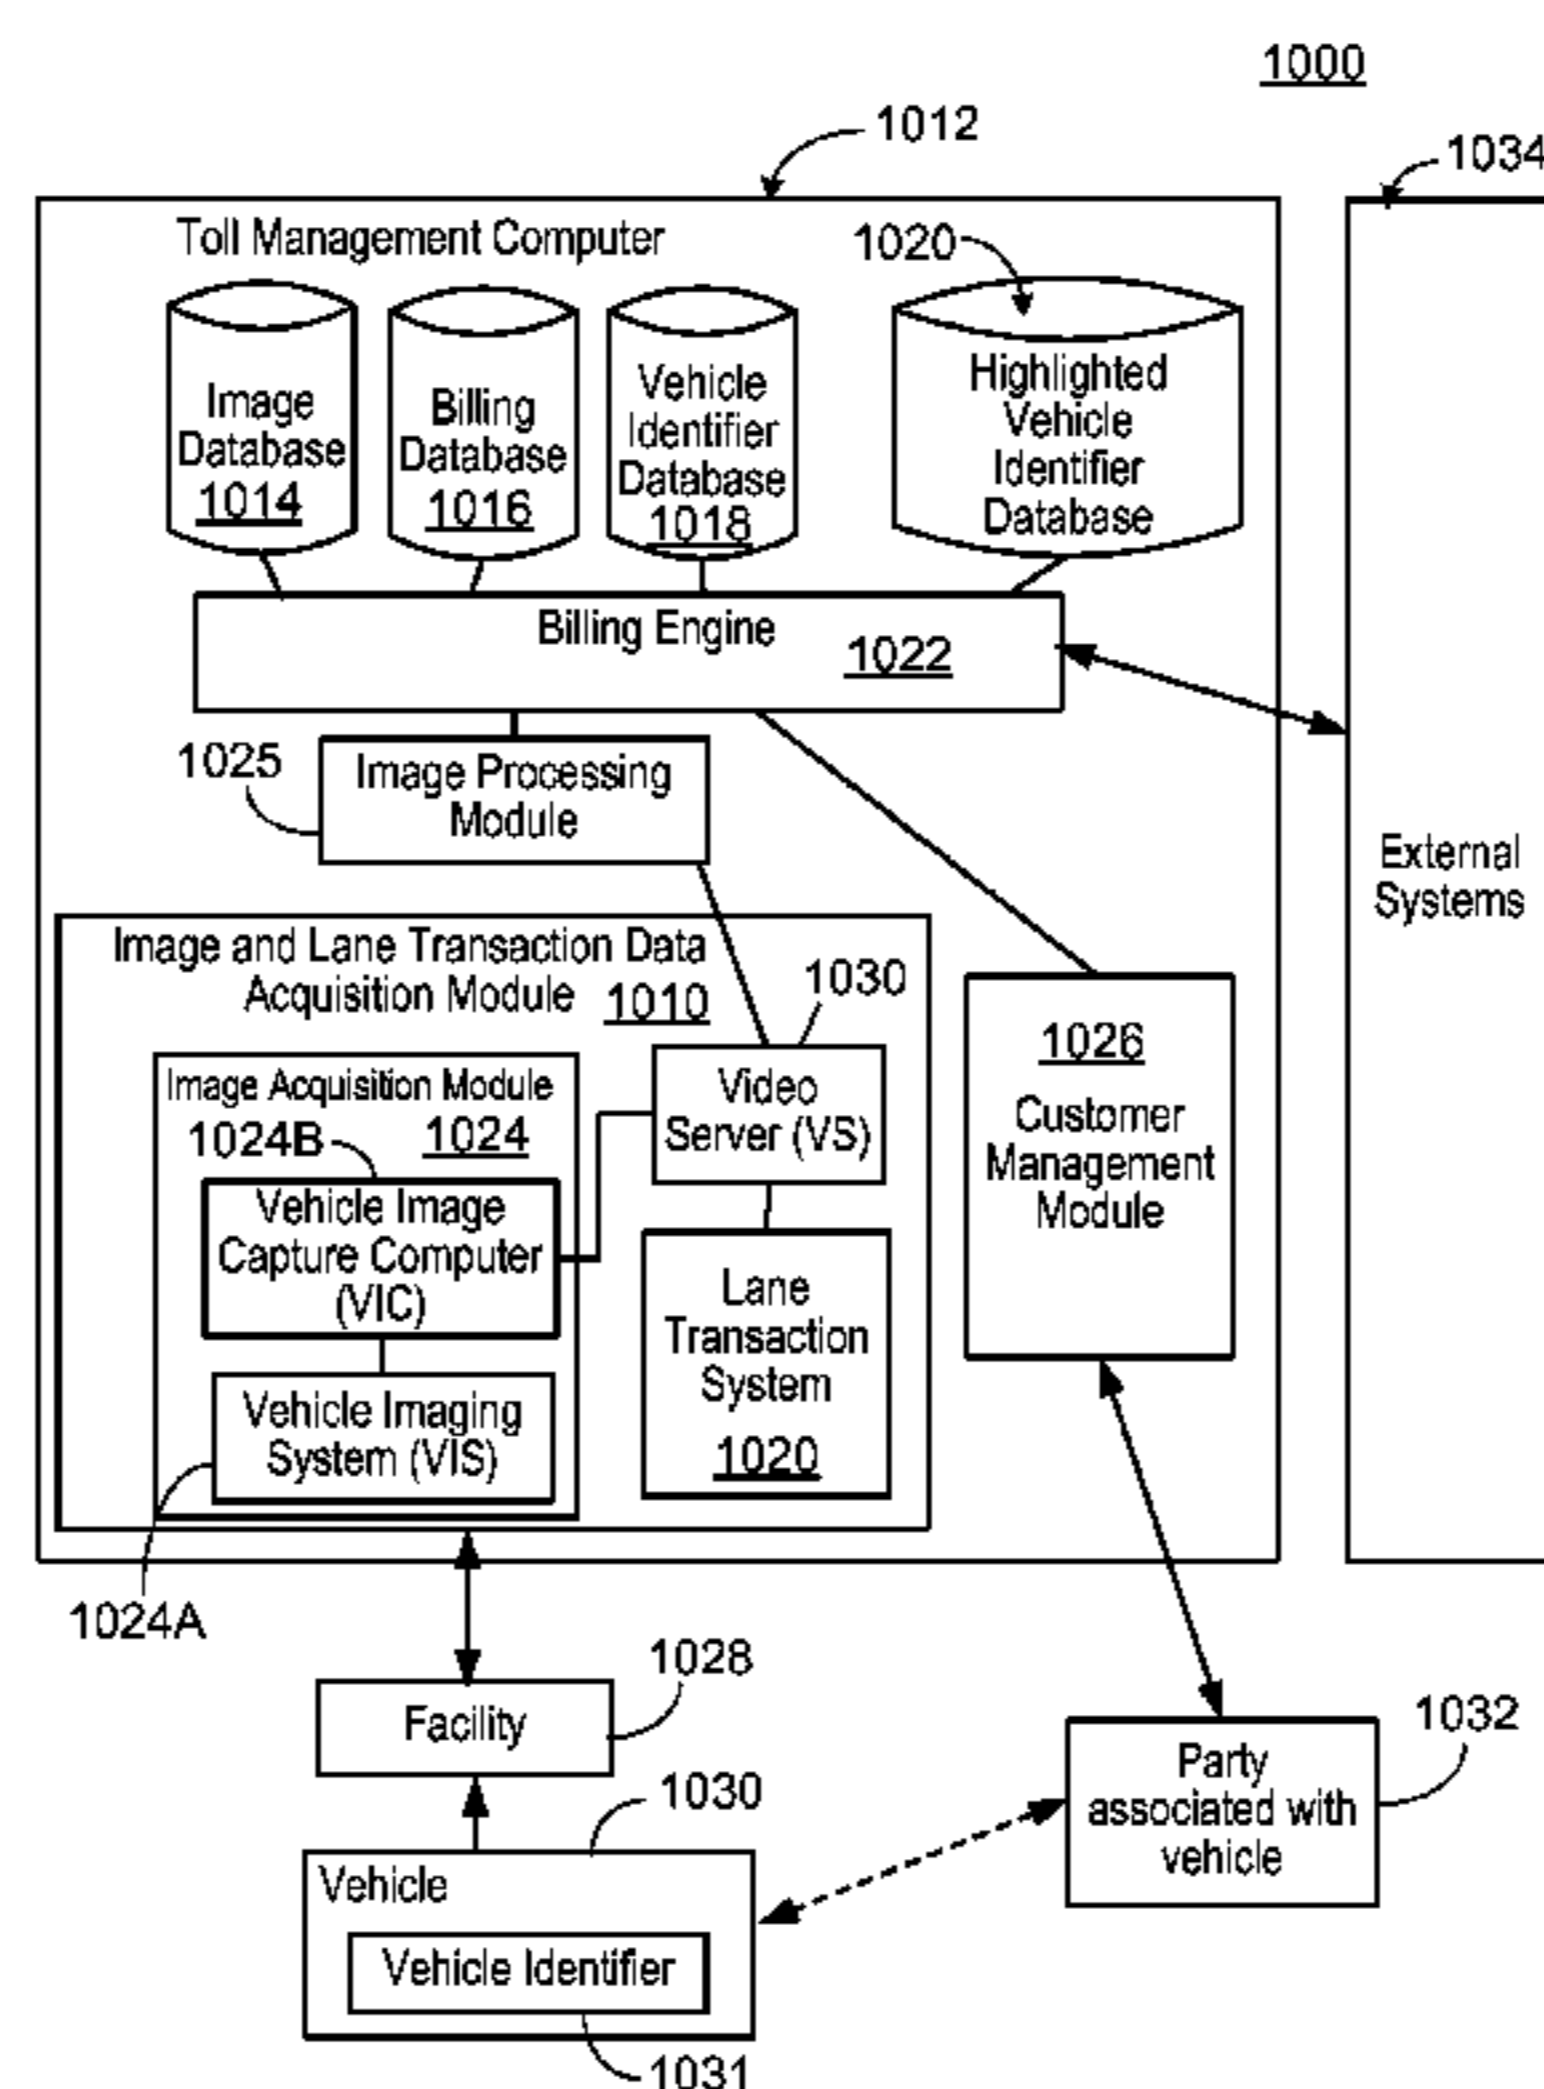 1000
1012
1034
Toll Management Computer
1020
Image
Database
1014
Billing
Database
1016
Vehicle
Identifier
Database
1018
Highlighted
Vehicle
Identifier
Database
Billing Engine
1022
1025
Image Processing
Module
External
Systems
Image and Lane Transaction Data
Acquisition Module 1010
1030
Image Acquisition Module
1024B
1024
Vehicle Image
Capture Computer
(VIC)
Video
Server (VS)
1026
Customer
Management
Module
Lane
Transaction
System
1020
Vehicle Imaging
System (VIS)
1024A
1028
Facility
1032
Party
associated with
vehicle
1030
Vehicle
Vehicle Identifier
1031